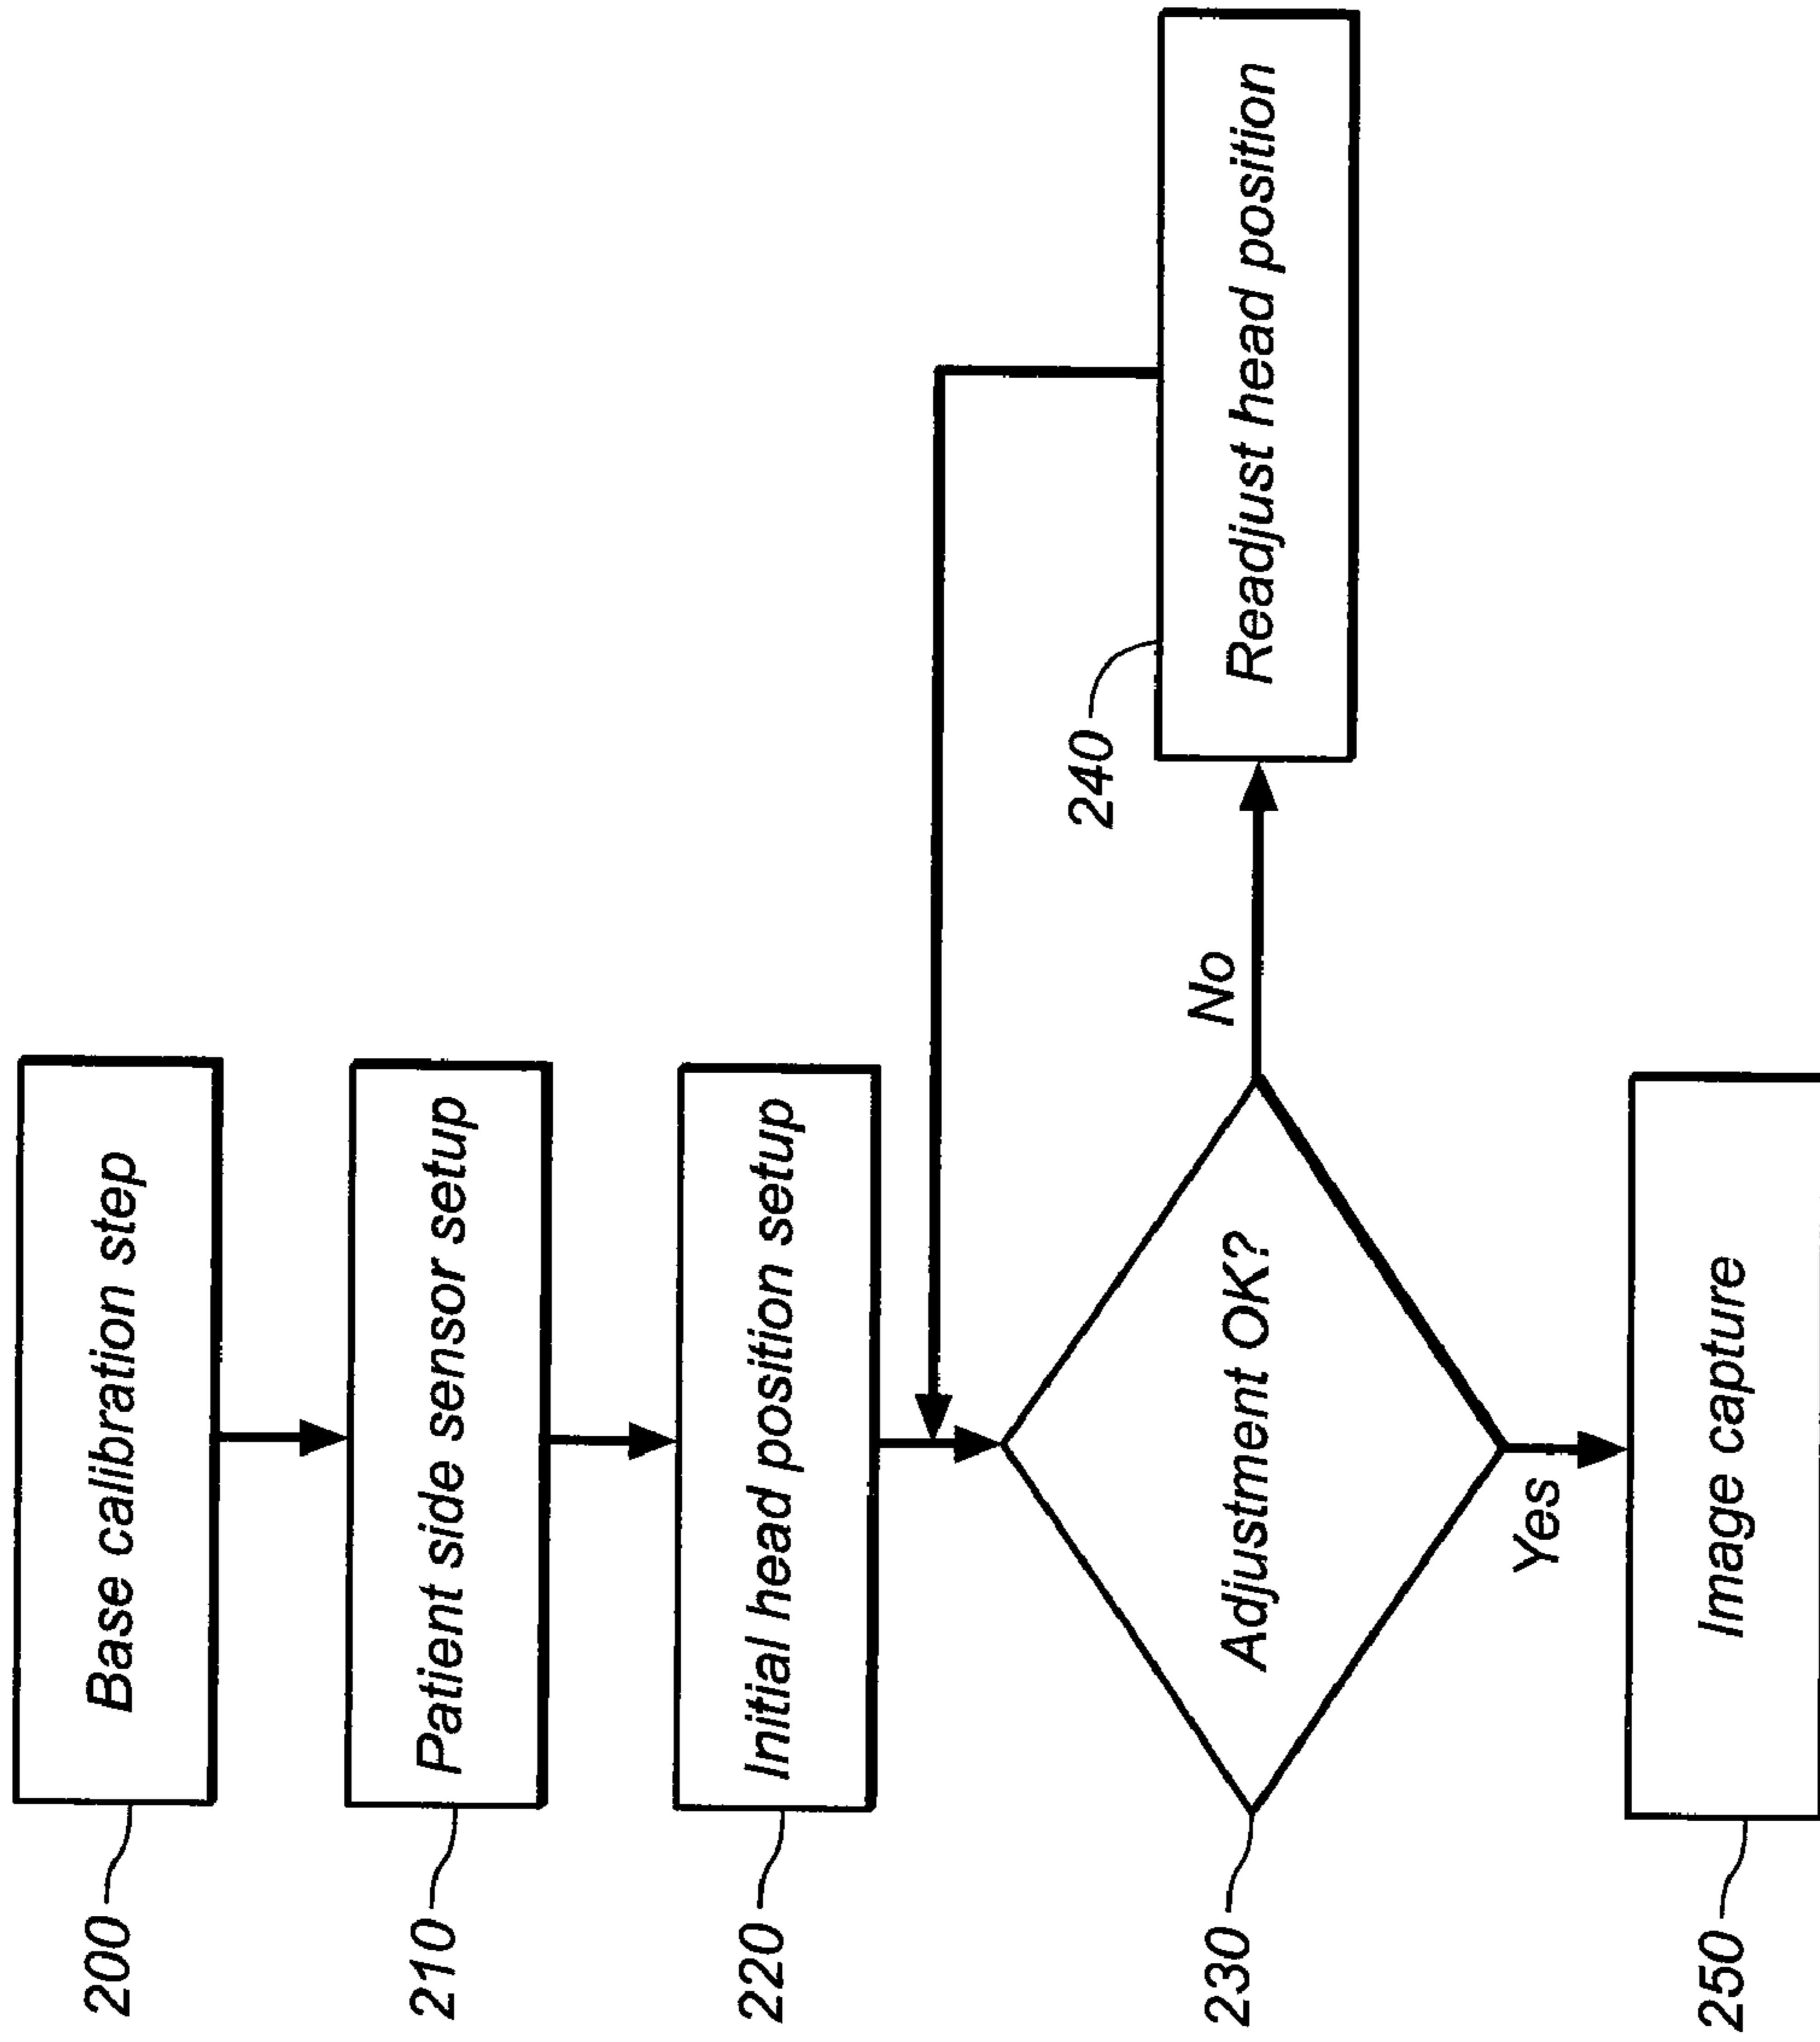 200
Base calibration step
210
Patient side sensor setup
220
Initial head position setup
230
Adjustment OK?
No
240
Readjust head position
Yes
250
Image capture